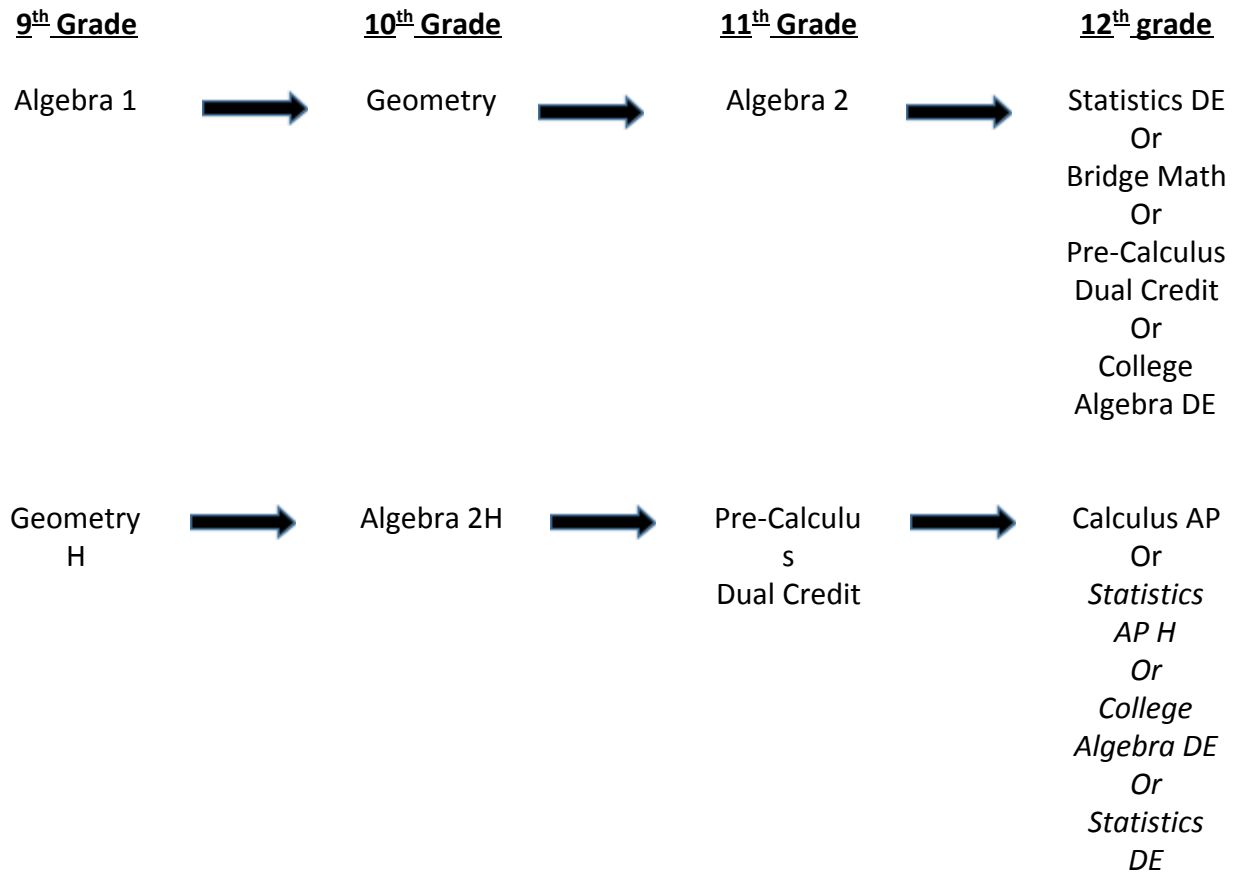 9th Grade 10th Grade 11th Grade 12th grade
Algebra 1 Geometry Algebra 2 Statistics DE
Or
Bridge Math
Or
Pre-Calculus
Dual Credit
Or
College
Algebra DE
Geometry Algebra 2H Pre-Calculu Calculus AP
H s Or
Dual Credit Statistics
AP H
Or
College
Algebra DE
Or
Statistics
DE